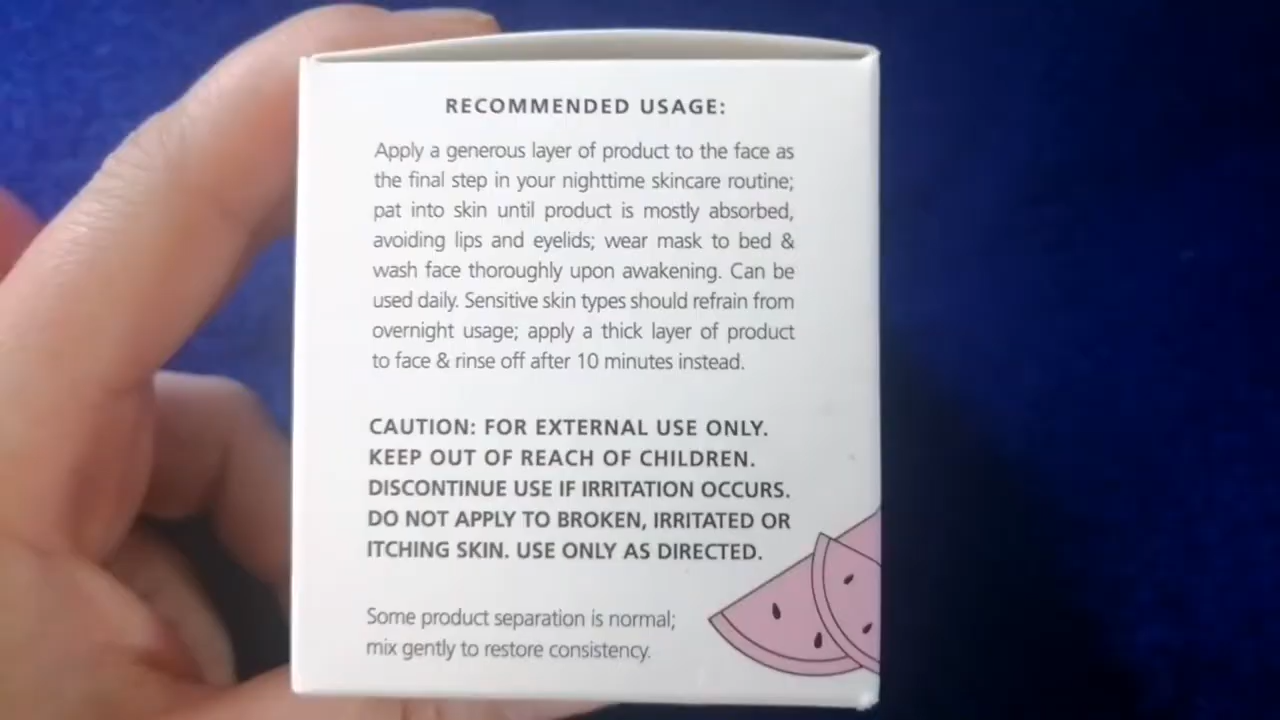 RECOMMENDED USAGE:
Apply a generous layer of product to the face as
the final step in your nighttime skincare routine;
pat into skin until product is mostly absorbed,
avoiding lips and eyelids; wear mask to bed &
wash face thoroughly upon awakening. Can be
used daily. Sensitive skin types should refrain from
overnight usage; apply a thick layer of product
to face & rinse off after 10 minutes instead.
CAUTION: FOR EXTERNAL USE ONLY.
KEEP OUT OF REACH OF CHILDREN.
DISCONTINUE USE IF IRRITATION OCCURS.
DO NOT APPLY TO BROKEN, IRRITATED OR
ITCHING SKIN. USE ONLY AS DIRECTED.
Some product separation is normal;
mix gently to restore consistency.